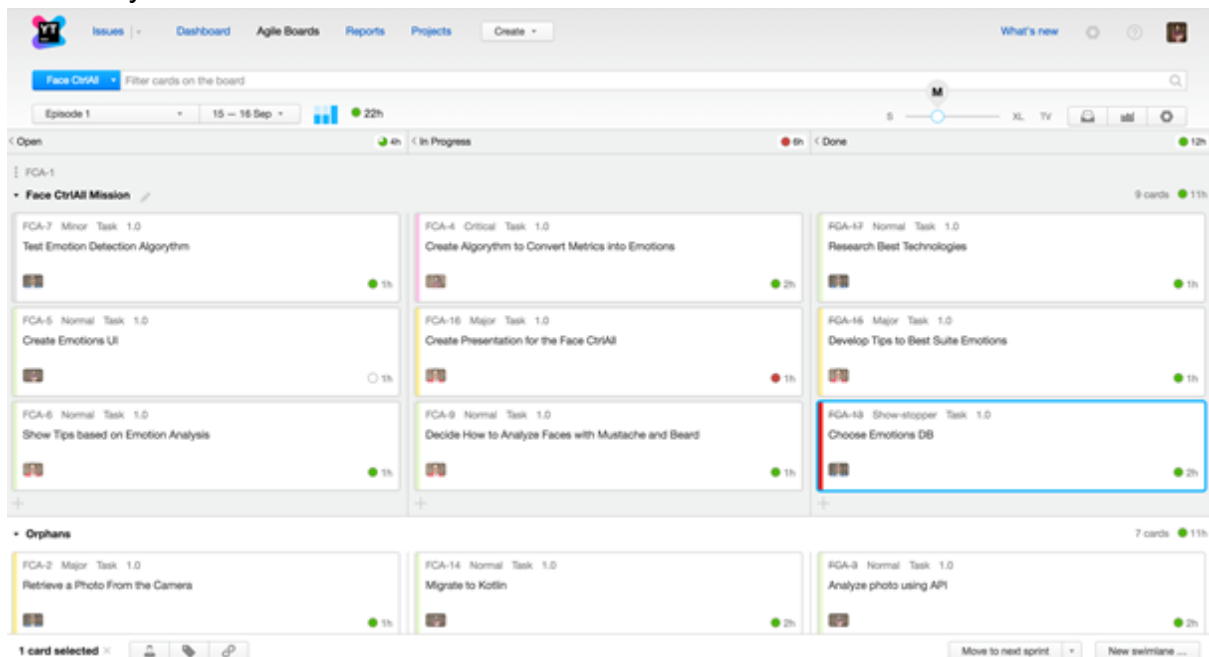 YT
Issues Dashboard Agile Boards Reports Projects Create What's new
Face CtrlAll Filter cards on the board
M
Episode 1 15 — 16 Sep 22h S XL TV
Open 4h In Progress 6h Done 12h
FCA-1
Face CtrlAll Mission 9 cards 11h
FCA-7 Minor Task 1.0
Test Emotion Detection Algorythm
1h
FCA-4 Critical Task 1.0
Create Algorythm to Convert Metrics into Emotions
2h
FCA-17 Normal Task 1.0
Research Best Technologies
1h
FCA-5 Normal Task 1.0
Create Emotions UI
1h
FCA-16 Major Task 1.0
Create Presentation for the Face CtrlAll
1h
Major Task 1.0
Develop Tips to Best Suite Emotions
1h
FCA-6 Normal Task 1.0
Show Tips based on Emotion Analysis
1h
FCA-9 Normal Task 1.0
Decide How to Analyze Faces with Mustache and Beard
1h
FCA-13 Show-stopper Task 1.0
Choose Emotions DB
2h
Orphans 7 cards 11h
FCA-2 Major Task 1.0
Retrieve a Photo From the Camera
1h
FCA-14 Normal Task 1.0
Migrate to Kotlin
2h
Normal Task 1.0
Analyze photo using API
2h
1 card selected Move to next sprint New swimlane ...